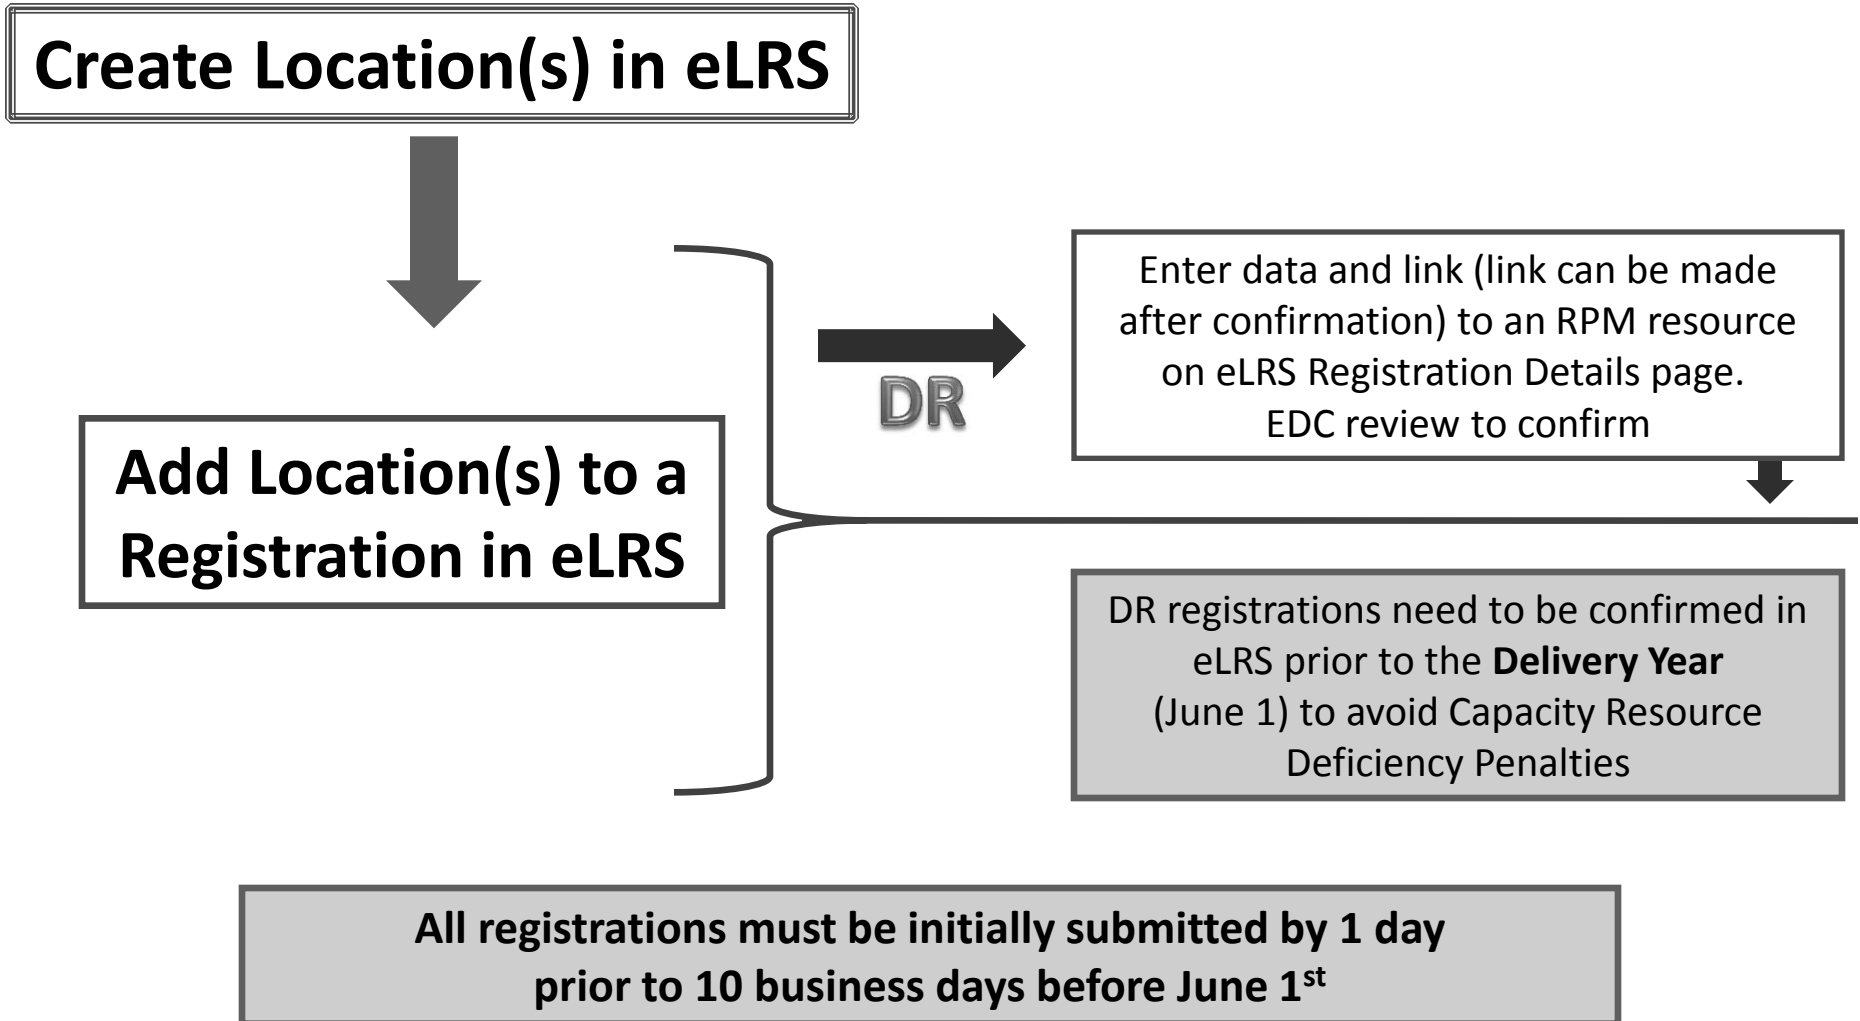 Create Location(s) in eLRS
Add Location(s) to a
Registration in eLRS
DR
Enter data and link (link can be made
after confirmation) to an RPM resource
on eLRS Registration Details page.
EDC review to confirm
DR registrations need to be confirmed in
eLRS prior to the Delivery Year
(June 1) to avoid Capacity Resource
Deficiency Penalties
All registrations must be initially submitted by 1 day
prior to 10 business days before June 1st